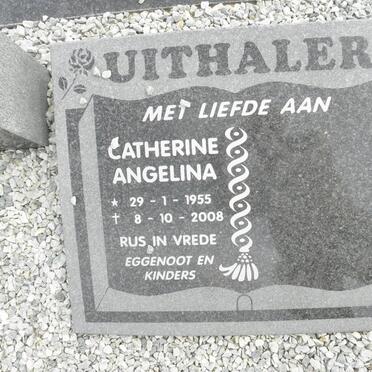 UITHALER
MET LIEFDE AAN
CATHERINE
ANGELINA
★ 29 - 1 - 1955
✝ 8 - 10 - 2008
RUS IN VREDE
EGGENOOT EN
KINDERS